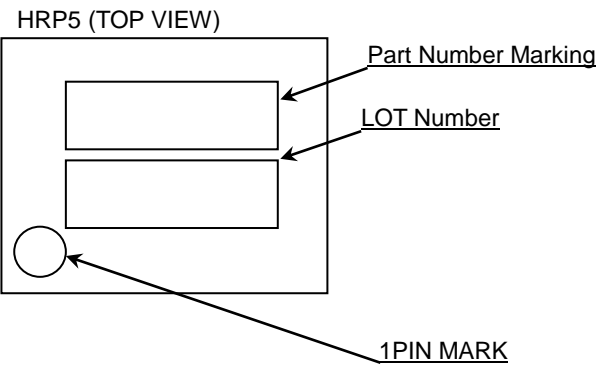 HRP5 (TOP VIEW)
Part Number Marking
LOT Number
1PIN MARK